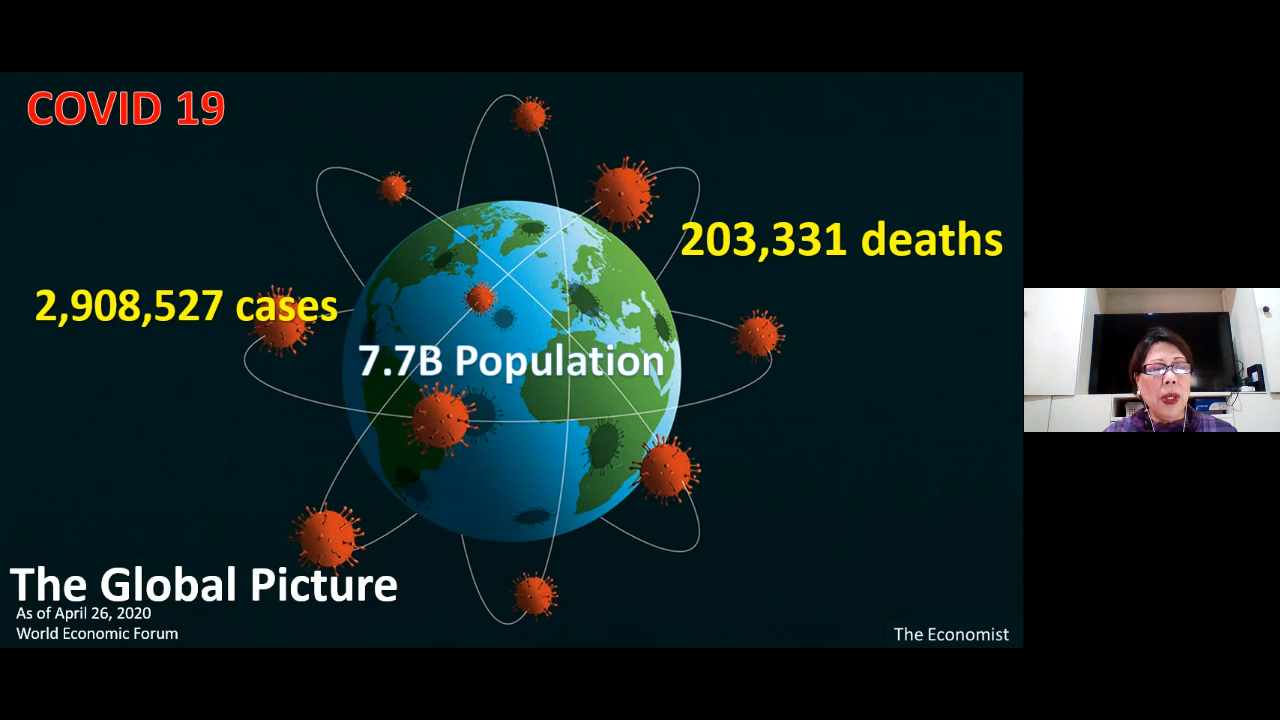 COVID 19
203,331 deaths
2,908,527 cases
7.7B Population
The Global Picture
As of April 26, 2020
World Economic Forum
The Economist